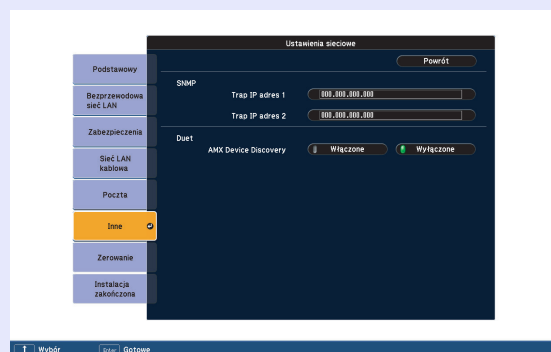 Ustawienia sieciowe
Powrót
Podstawowy
Bezprzewodowa
sieć LAN
Zabezpieczenia
Sieć LAN
kablowa
Poczta
Inne
Zerowanie
Instalacja
zakończona
SNMP
Trap IP adres 1
000.000.000.000
Trap IP adres 2
000.000.000.000
Duet
AMX Device Discovery
Włączone
Wyłączone
Wybór
Enter Gotowe